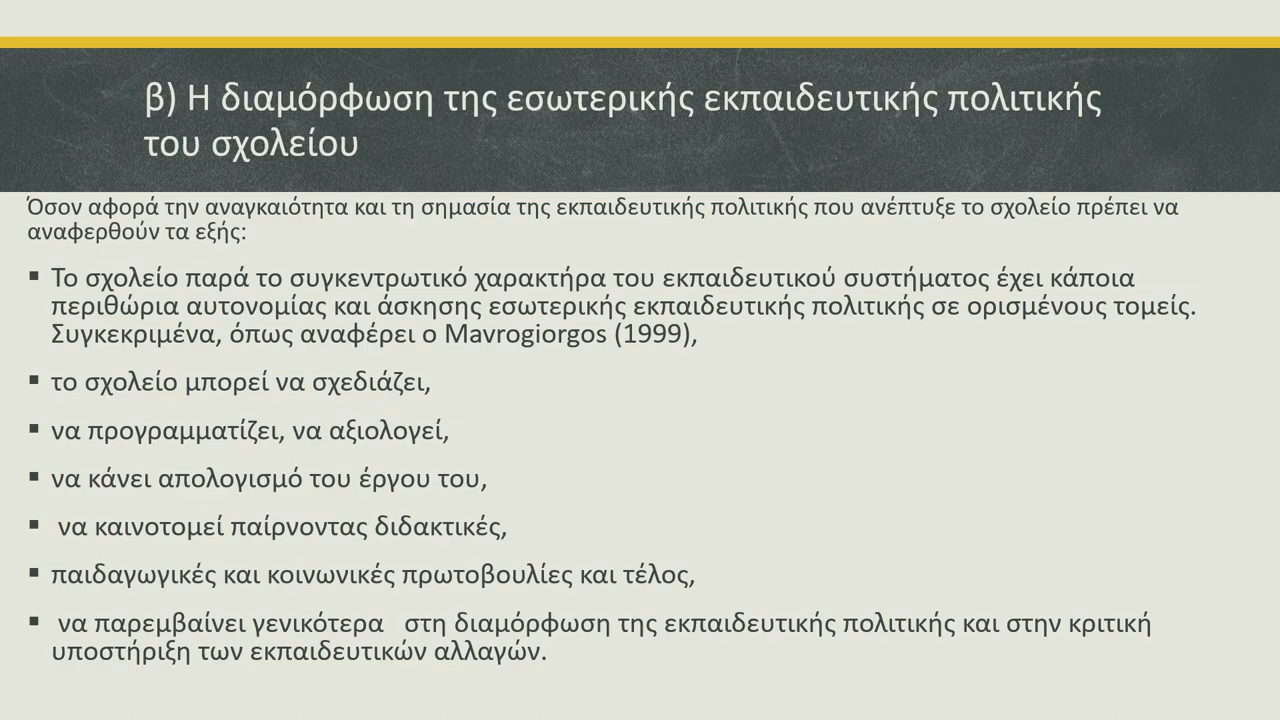 β) Η διαμόρφωση της εσωτερικής εκπαιδευτικής πολιτικής
του σχολείου
Όσον αφορά την αναγκαιότητα και τη σημασία της εκπαιδευτικής πολιτικής που ανέπτυξε το σχολείο πρέπει να
αναφερθούν τα εξής:
▪ Το σχολείο παρά το συγκεντρωτικό χαρακτήρα του εκπαιδευτικού συστήματος έχει κάποια
περιθώρια αυτονομίας και άσκησης εσωτερικής εκπαιδευτικής πολιτικής σε ορισμένους τομείς.
Συγκεκριμένα, όπως αναφέρει ο Mavrogiorgos (1999),
▪ το σχολείο μπορεί να σχεδιάζει,
▪ να προγραμματίζει, να αξιολογεί,
▪ να κάνει απολογισμό του έργου του,
▪ να καινοτομεί παίρνοντας διδακτικές,
▪ παιδαγωγικές και κοινωνικές πρωτοβουλίες και τέλος,
▪ να παρεμβαίνει γενικότερα στη διαμόρφωση της εκπαιδευτικής πολιτικής και στην κριτική
υποστήριξη των εκπαιδευτικών αλλαγών.